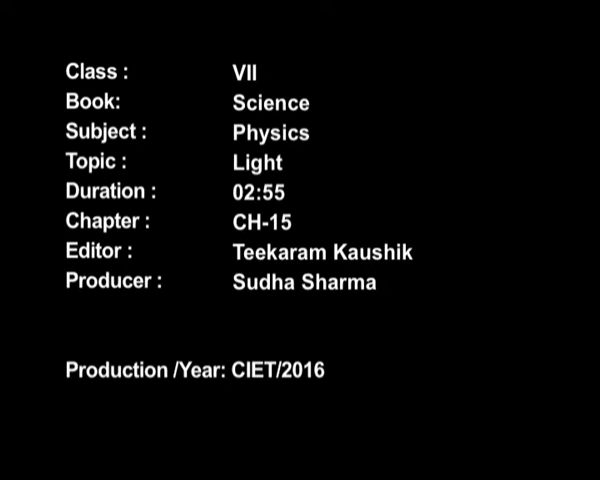 Class : VII
Book: Science
Subject : Physics
Topic : Light
Duration : 02:55
Chapter : CH-15
Editor : Teekaram Kaushik
Producer : Sudha Sharma
Production /Year: CIET/2016